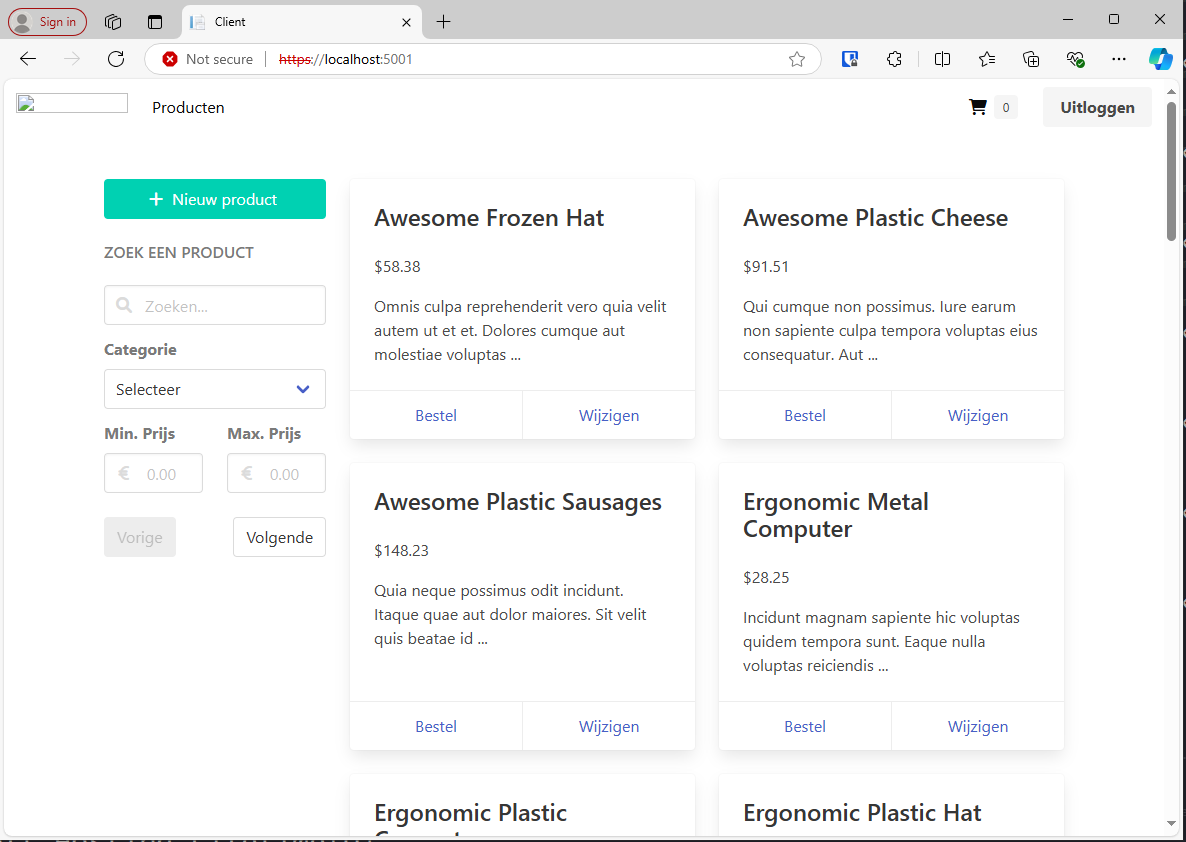 Sign in
Client
Not secure
https://localhost:5001
Producten
0
Uitloggen
Nieuw product
ZOEK EEN PRODUCT
Zoeken...
Categorie
Selecteer
Min. Prijs
Max. Prijs
€ 0.00
€ 0.00
Vorige
Volgende
Awesome Frozen Hat
$58.38
Omnis culpa reprehenderit vero quia velit
autem ut et et. Dolores cumque aut
molestiae voluptas ...
Bestel
Wijzigen
Awesome Plastic Cheese
$91.51
Qui cumque non possimus. Iure earum
non sapiente culpa tempora voluptas eius
consequatur. Aut ...
Bestel
Wijzigen
Awesome Plastic Sausages
$148.23
Quia neque possimus odit incidunt.
Itaque quae aut dolor maiores. Sit velit
quis beatae id ...
Bestel
Wijzigen
Ergonomic Metal
Computer
$28.25
Incidunt magnam sapiente hic voluptas
quidem tempora sunt. Eaque nulla
voluptas reiciendis ...
Bestel
Wijzigen
Ergonomic Plastic
Ergonomic Plastic Hat